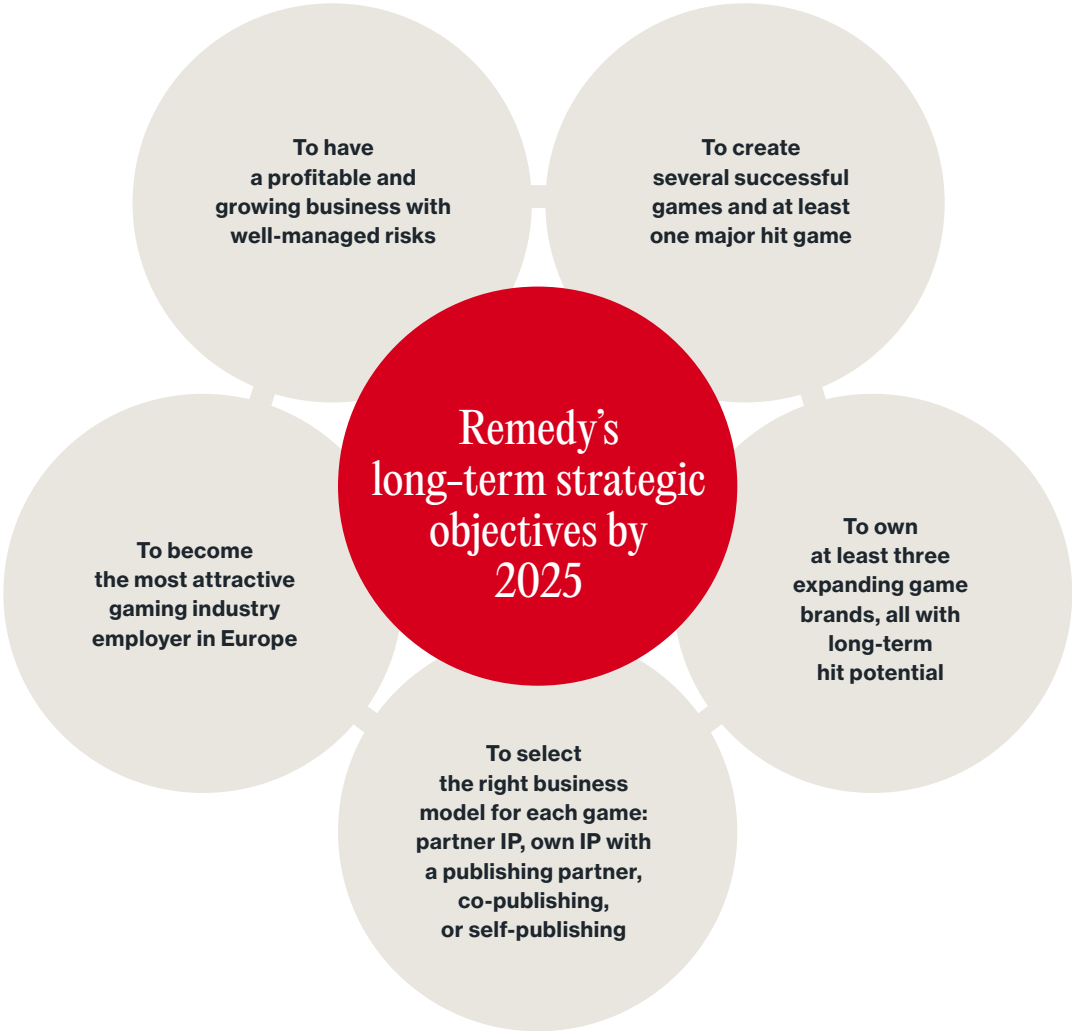 To have
a profitable and
growing business with
well-managed risks
To create
several successful
games and at least
one major hit game
Remedy’s
long-term strategic
objectives by
2025
To become
the most attractive
gaming industry
employer in Europe
To own
at least three
expanding game
brands, all with
long-term
hit potential
To select
the right business
model for each game:
partner IP, own IP with
a publishing partner,
co-publishing,
or self-publishing